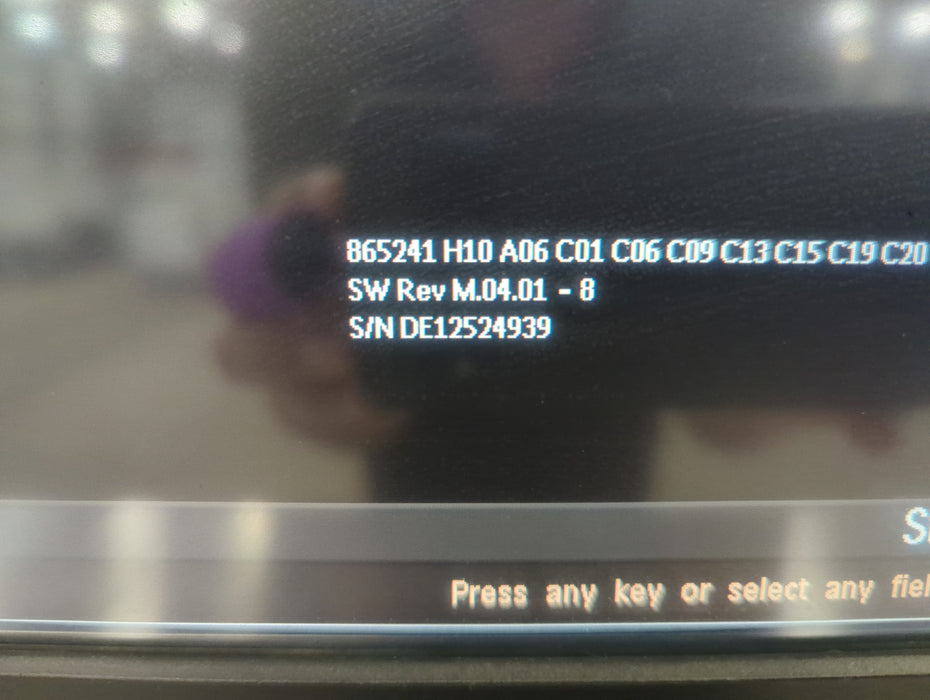 865241 H10 A06 C01 C06 C09 C13 C15 C19 C20
SW Rev M.04.01 - 8
S/N DE12524939
Press any key or select any